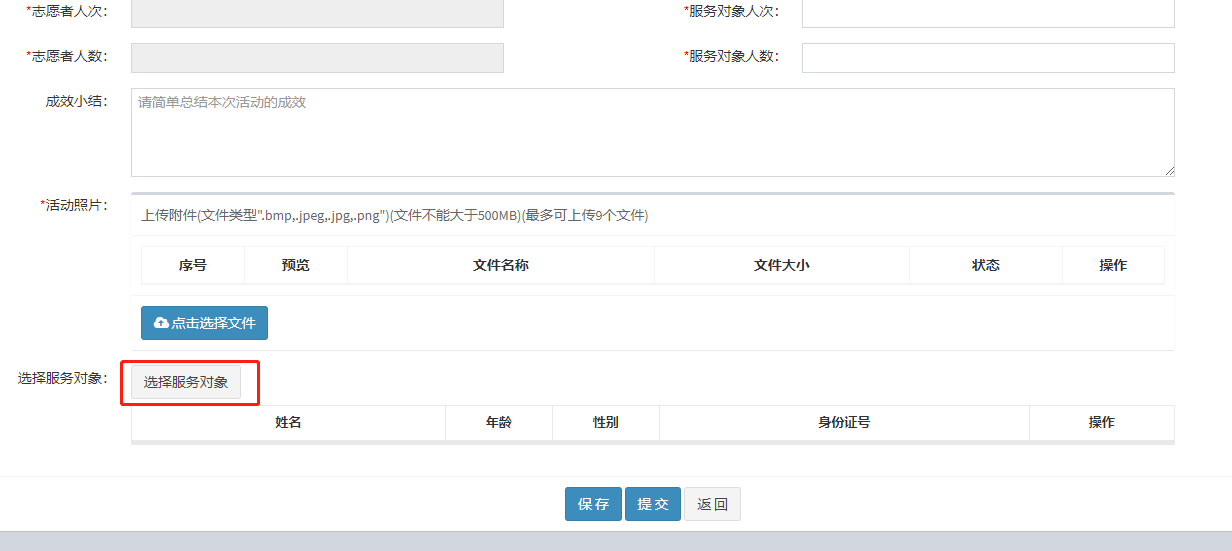 *志愿者人次： *服务对象人次：
*志愿者人数： *服务对象人数：
成效小结： 请简单总结本次活动的成效
*活动照片： 上传附件(文件类型".bmp,.jpeg,.jpg,.png")(文件不能大于500MB)(最多可上传9个文件)
序号 预览 文件名称 文件大小 状态 操作
点击选择文件
选择服务对象： 选择服务对象
姓名 年龄 性别 身份证号 操作
保存 提交 返回